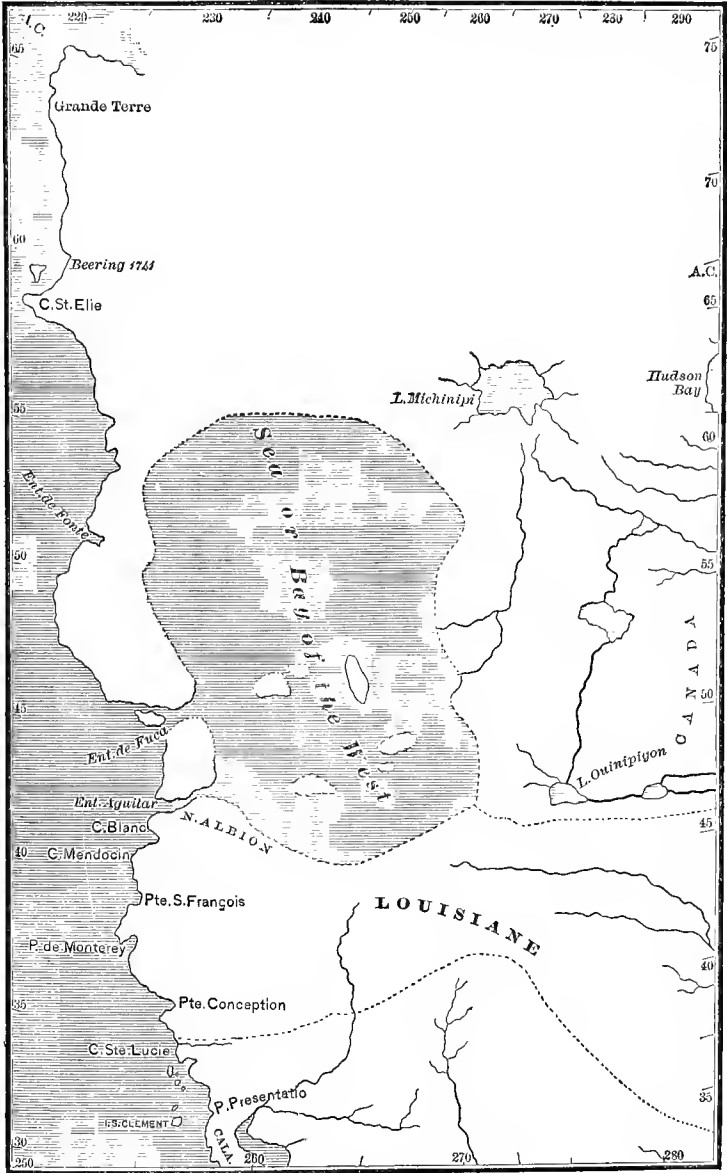 I.C.
220
230
240
250
260
270
280
290
65
75
Grande Terre
70
60
Beering 1741
A.C.
C.St.Elie
65
Hudson
Bay
L.Michinipi
55
60
Sea or Bay of the West
Ent. de Fonte
50
55
CANADA
50
45
Ent. de Fuca
L.Ouinipigon
Ent. Aguilar
N. ALBION
C.Blanc
45
40
C.Mendocin
Pte.S.François
LOUISIANE
P. de Monterey
40
35
Pte. Conception
C.Ste.Lucie
P. Presentatio
35
I.S.CLEMENT
CALA.
30
250
260
270
280